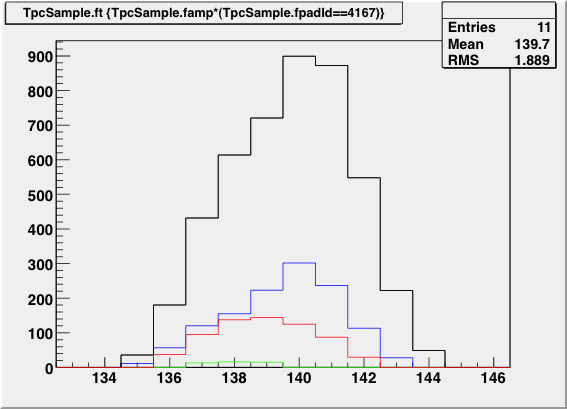 TpcSample.ft {TpcSample.famp*(TpcSample.fpadId==4167)}
Entries 11
Mean 139.7
RMS 1.889
900
800
700
600
500
400
300
200
100
0
134 136 138 140 142 144 146